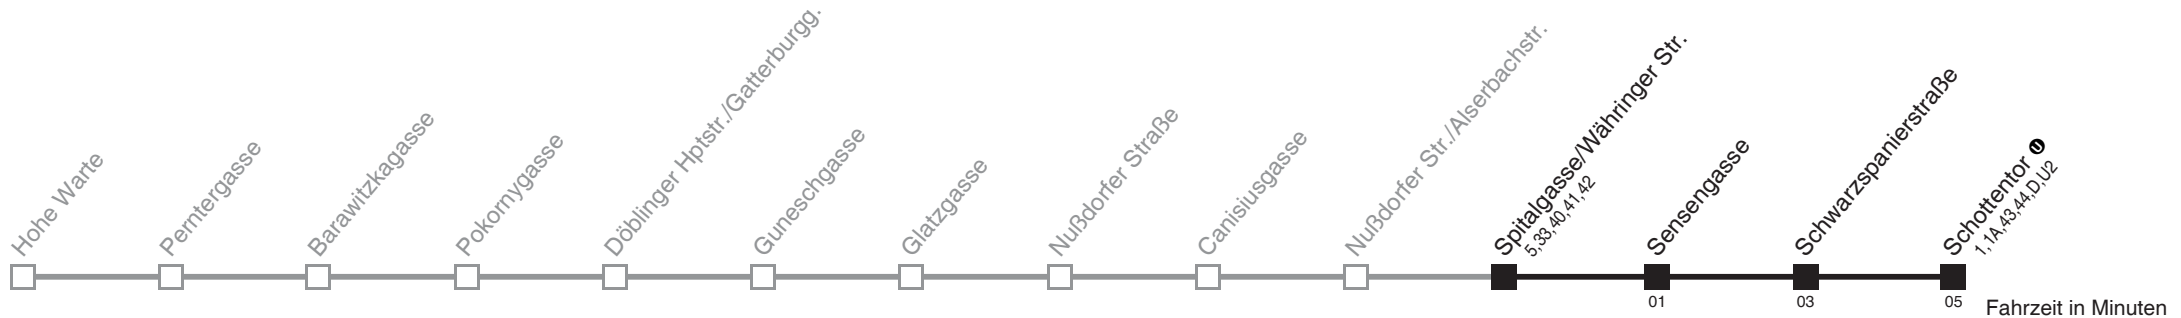 Hohe Warte
Perntergasse
Barawitzkagasse
Pokornygasse
Döblinger Hptstr./Gatterburgg.
Guneschgasse
Glatzgasse
Nußdorfer Straße
Canisiusgasse
Nußdorfer Str./Alserbachstr.
Spitalgasse/Währinger Str.
5,33,40,41,42
Sensengasse
Schwarzspanierstraße
Schottentor U
1,1A,43,44,D,U2
01
03
05
Fahrzeit in Minuten